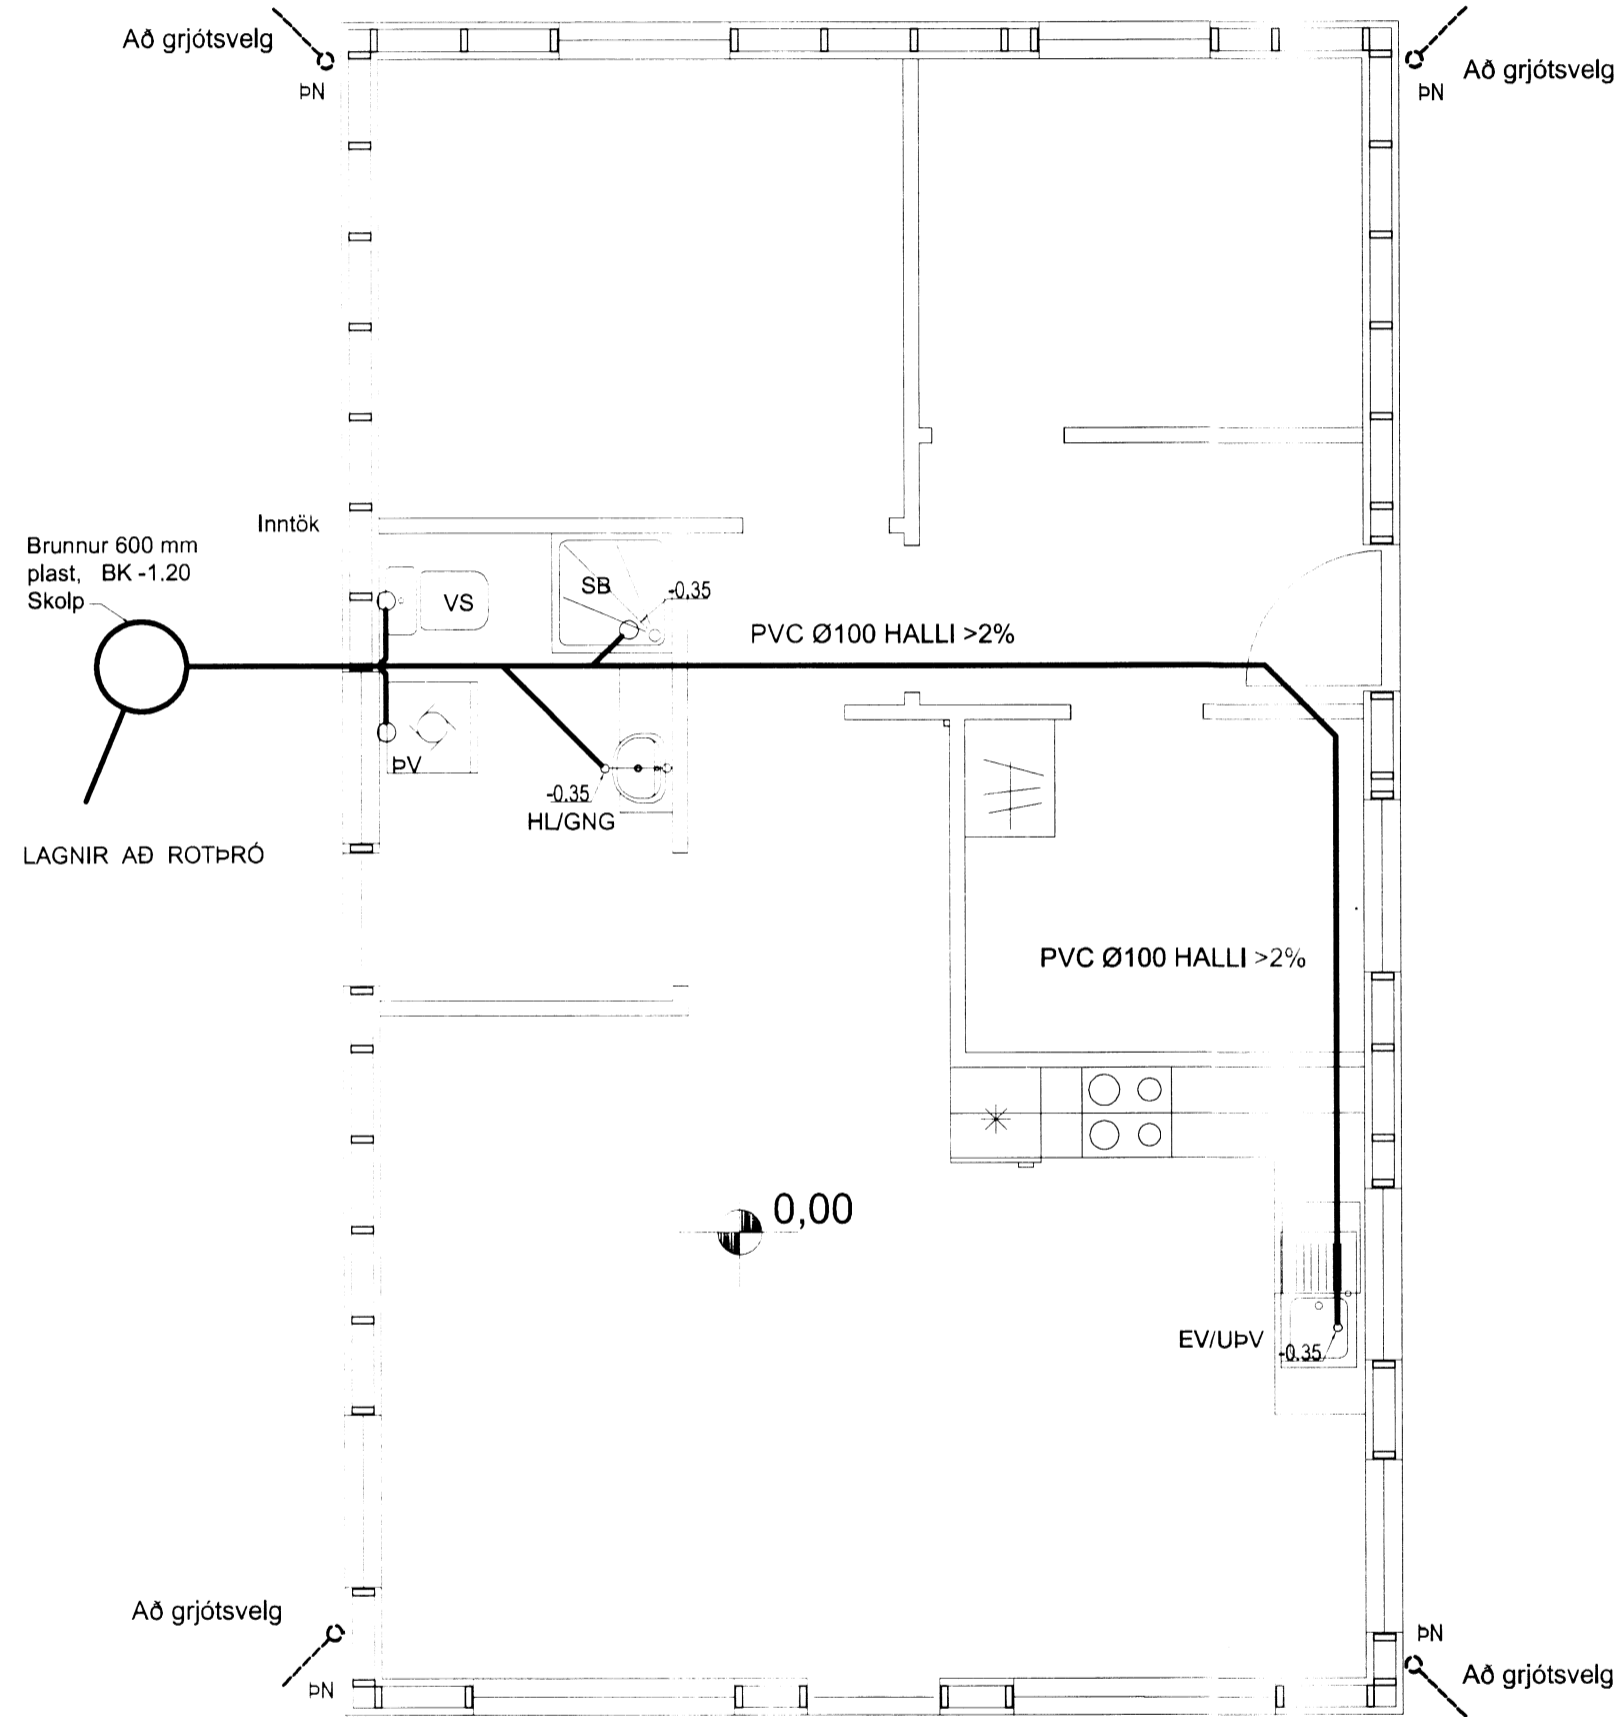 Að grjótsvelg
ÞN
Að grjótsvelg
ÞN
Inntök
Brunnur 600 mm
plast, BK -1.20
Skolp
VS
SB
-0.35
PVC Ø100 HALLI >2%
ÞV
-0.35
HL/GNG
LAGNIR AÐ ROTÞRÓ
PVC Ø100 HALLI >2%
0,00
EV/UÞV
-0.35
Að grjótsvelg
ÞN
ÞN
Að grjótsvelg